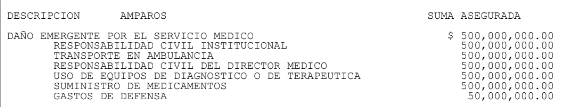 DESCRIPCION AMPAROS SUMA ASEGURADA
DAÑO EMERGENTE POR EL SERVICIO MEDICO $ 500,000,000.00
RESPONSABILIDAD CIVIL INSTITUCIONAL 500,000,000.00
TRANSPORTE EN AMBULANCIA 500,000,000.00
RESPONSABILIDAD CIVIL DEL DIRECTOR MEDICO 500,000,000.00
USO DE EQUIPOS DE DIAGNOSTICO O DE TERAPEUTICA 500,000,000.00
SUMINISTRO DE MEDICAMENTOS 500,000,000.00
GASTOS DE DEFENSA 50,000,000.00